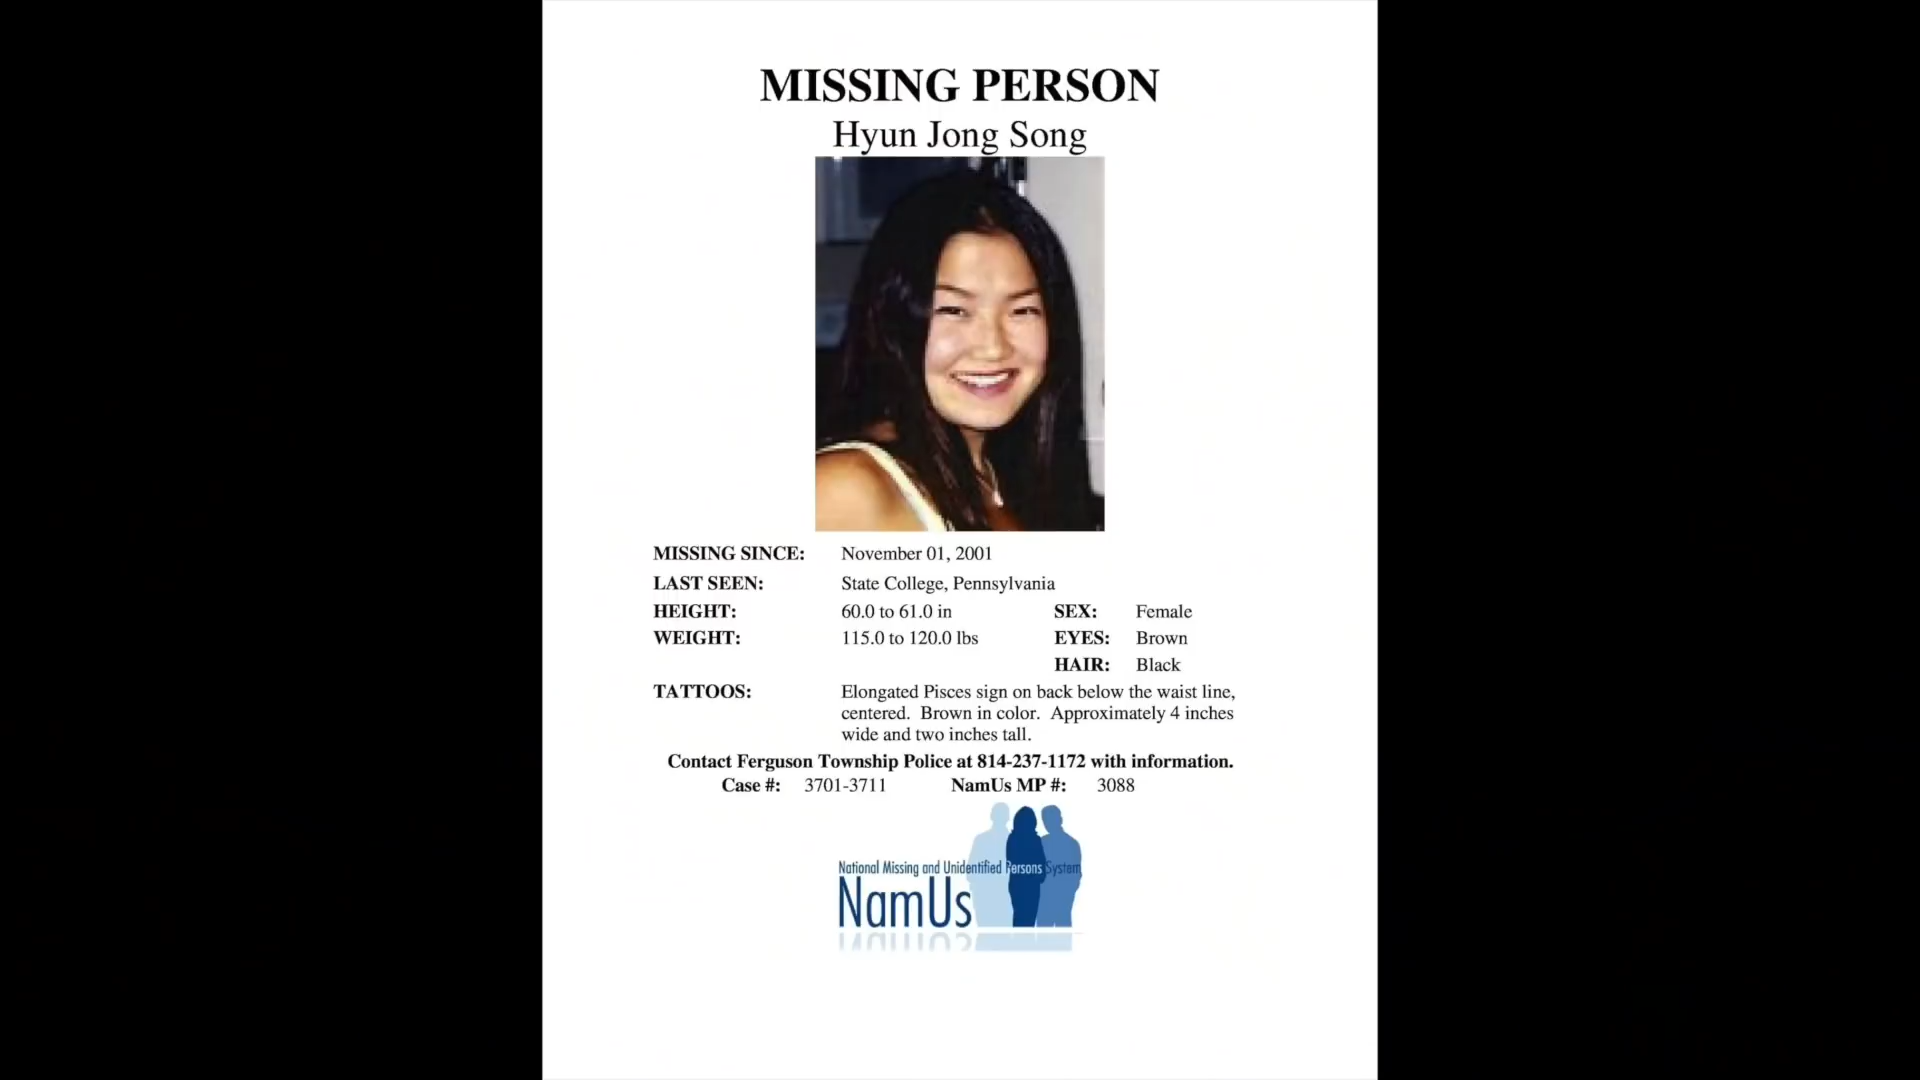 MISSING PERSON
Hyun Jong Song
MISSING SINCE: November 01, 2001
LAST SEEN: State College, Pennsylvania
HEIGHT: 60.0 to 61.0 in SEX: Female
WEIGHT: 115.0 to 120.0 lbs EYES: Brown
HAIR: Black
TATTOOS: Elongated Pisces sign on back below the waist line,
centered. Brown in color. Approximately 4 inches
wide and two inches tall.
Contact Ferguson Township Police at 814-237-1172 with information.
Case #: 3701-3711 NamUs MP #: 3088
National Missing and Unidentified Persons System
NamUs